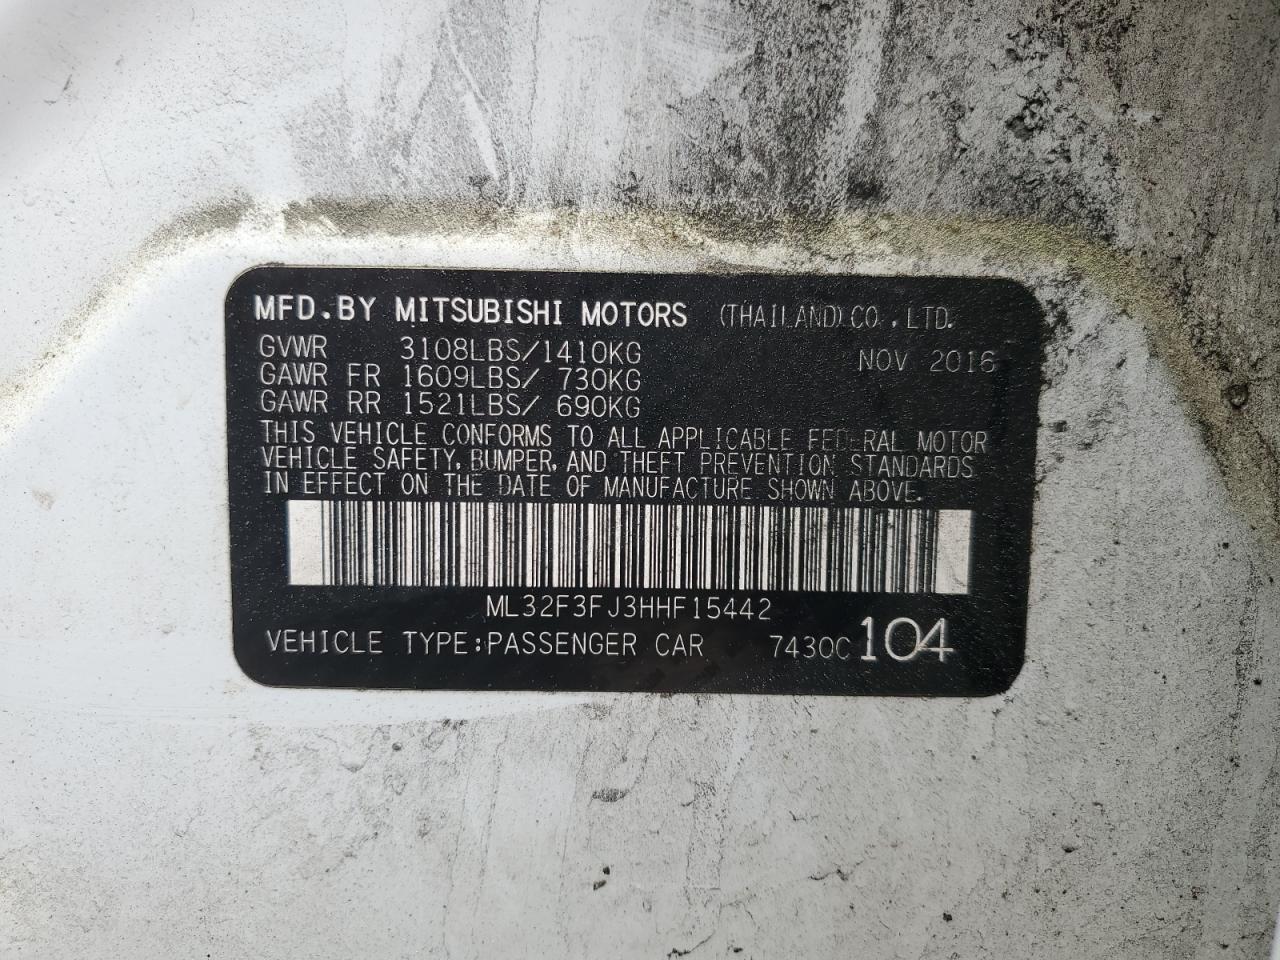 MFD.BY MITSUBISHI MOTORS (THAILAND) CO.,LTD.
GVWR 3108LBS/1410KG NOV 2016
GAWR FR 1609LBS/ 730KG
GAWR RR 1521LBS/ 690KG
THIS VEHICLE CONFORMS TO ALL APPLICABLE FEDERAL MOTOR
VEHICLE SAFETY, BUMPER, AND THEFT PREVENTION STANDARDS
IN EFFECT ON THE DATE OF MANUFACTURE SHOWN ABOVE.
ML32F3FJ3HHF15442
VEHICLE TYPE:PASSENGER CAR 7430C 104